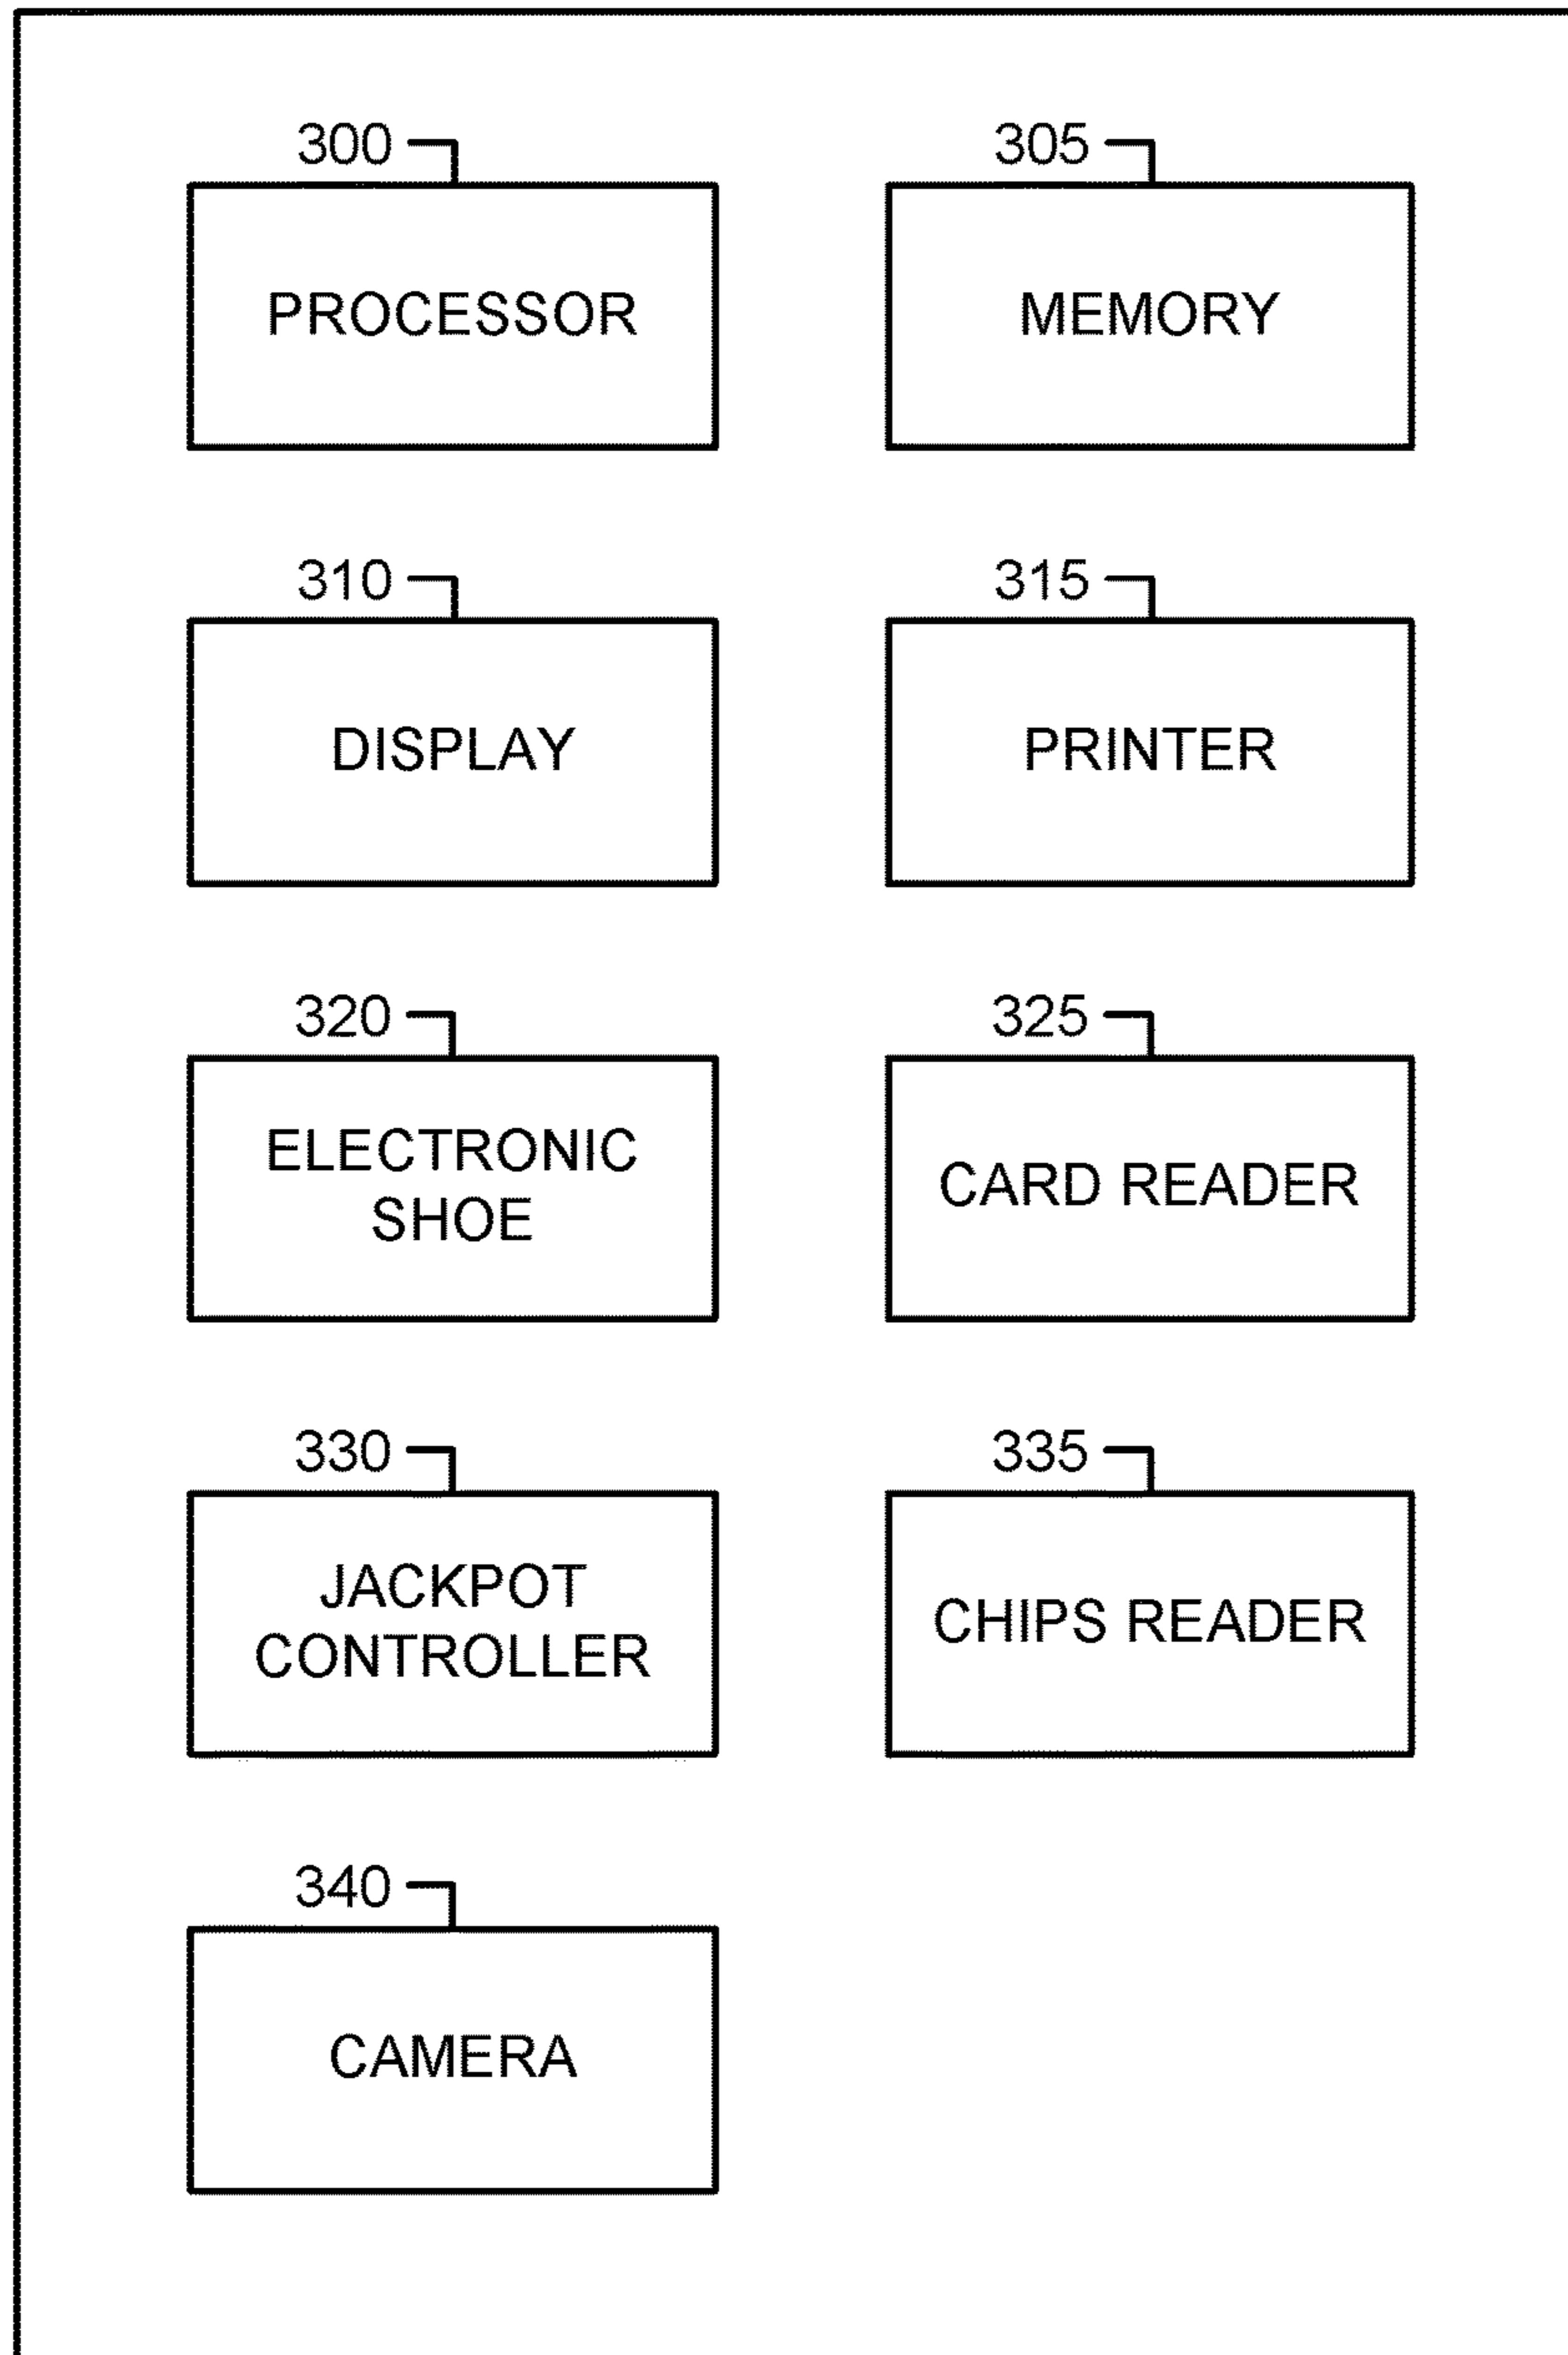 300
305
PROCESSOR
MEMORY
310
315
DISPLAY
PRINTER
320
325
ELECTRONIC
SHOE
CARD READER
330
335
JACKPOT
CONTROLLER
CHIPS READER
340
CAMERA